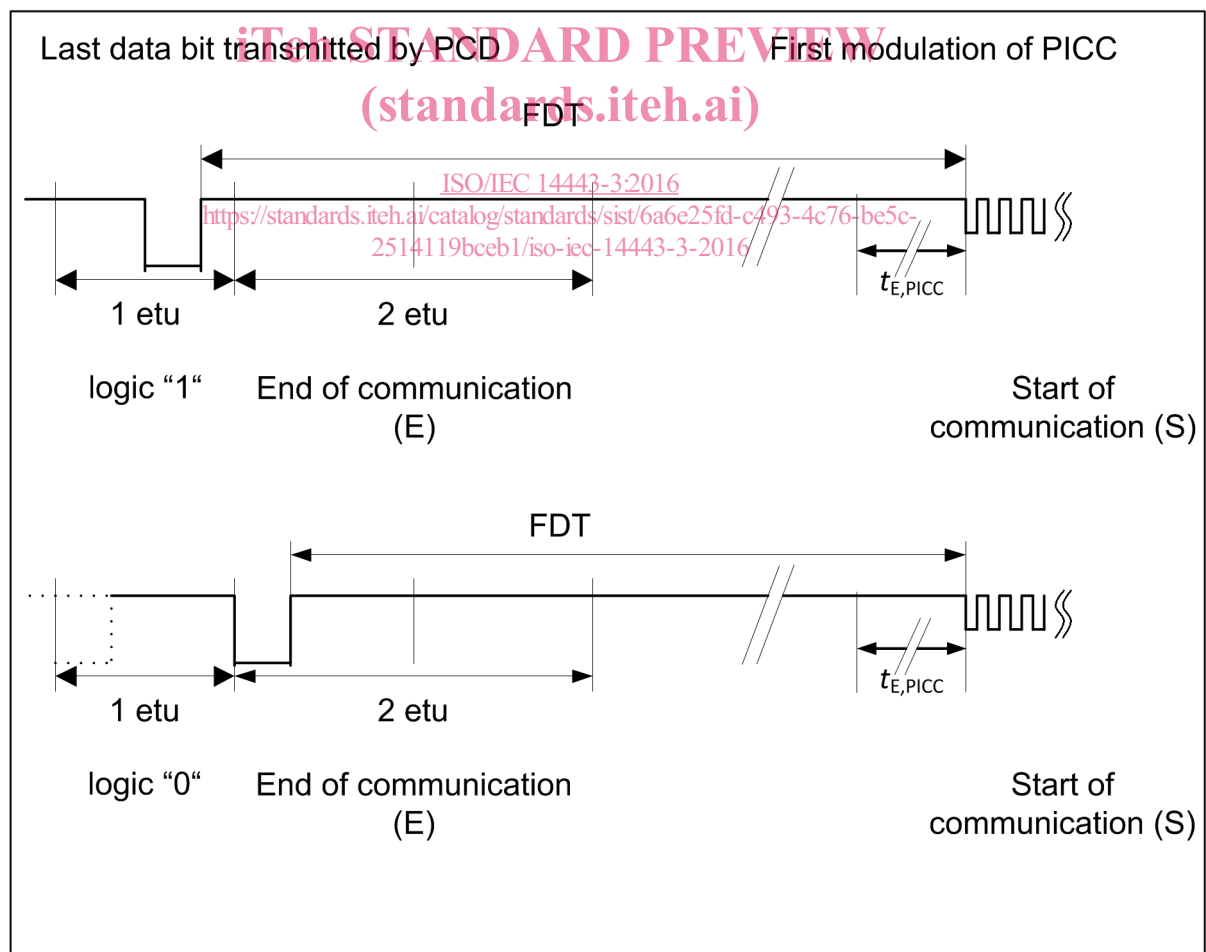 iTeh STANDARD PREVIEW
(standards.iteh.ai)
Last data bit transmitted by PCD
First modulation of PICC
FDT
ISO/IEC 14443-3:2016
https://standards.iteh.ai/catalog/standards/sist/6a6e25fd-c493-4c76-be5c-
2514119bceb1/iso-iec-14443-3-2016
tE,PICC
1 etu
2 etu
logic “1“
End of communication
(E)
Start of
communication (S)
FDT
tE,PICC
1 etu
2 etu
logic “0“
End of communication
(E)
Start of
communication (S)